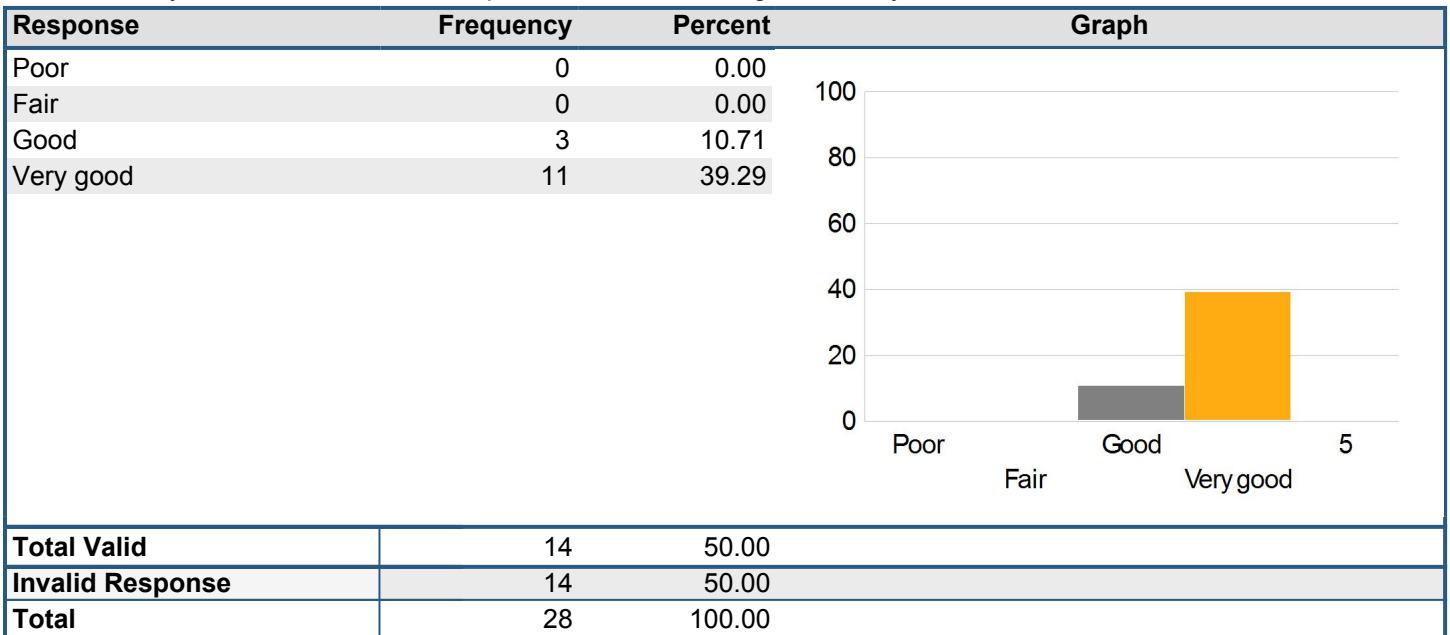 Response Frequency Percent Graph
Poor 0 0.00
Fair 0 0.00
Good 3 10.71
Very good 11 39.29
100
80
60
40
20
0
Poor Good 5
Fair Very good
Total Valid 14 50.00
Invalid Response 14 50.00
Total 28 100.00